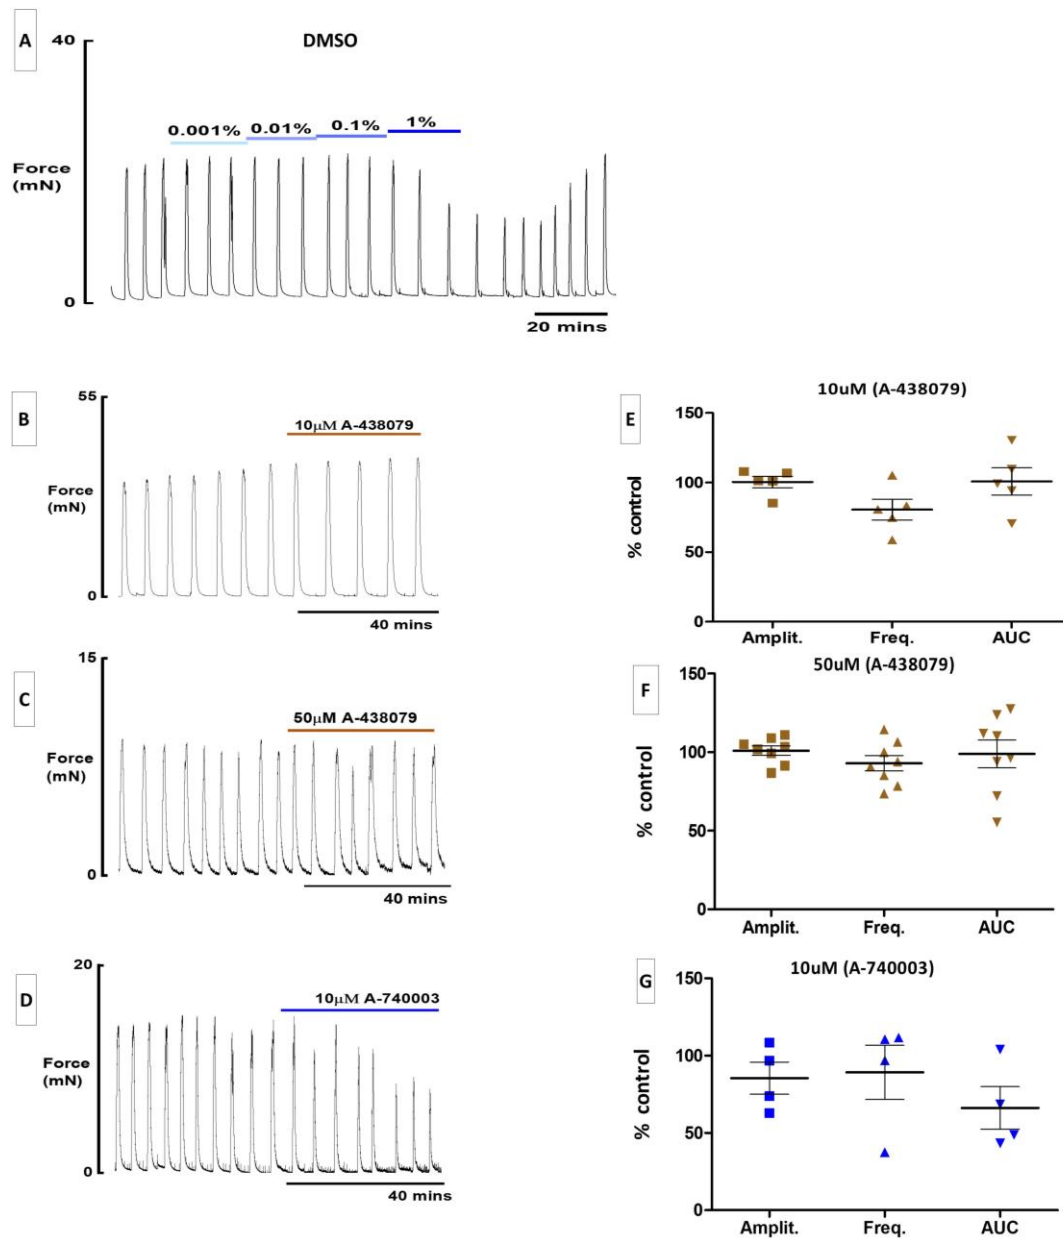 A
40
DMSO
0.001% 0.01% 0.1% 1%
Force
(mN)
0
20 mins
B
55
10µM A-438079
Force
(mN)
0
40 mins
C
15
50µM A-438079
Force
(mN)
0
40 mins
D
20
10µM A-740003
Force
(mN)
0
40 mins
E
10uM (A-438079)
150
100
50
0
% control
Amplit. Freq. AUC
F
50uM (A-438079)
150
100
50
0
% control
Amplit. Freq. AUC
G
10uM (A-740003)
150
100
50
0
% control
Amplit. Freq. AUC